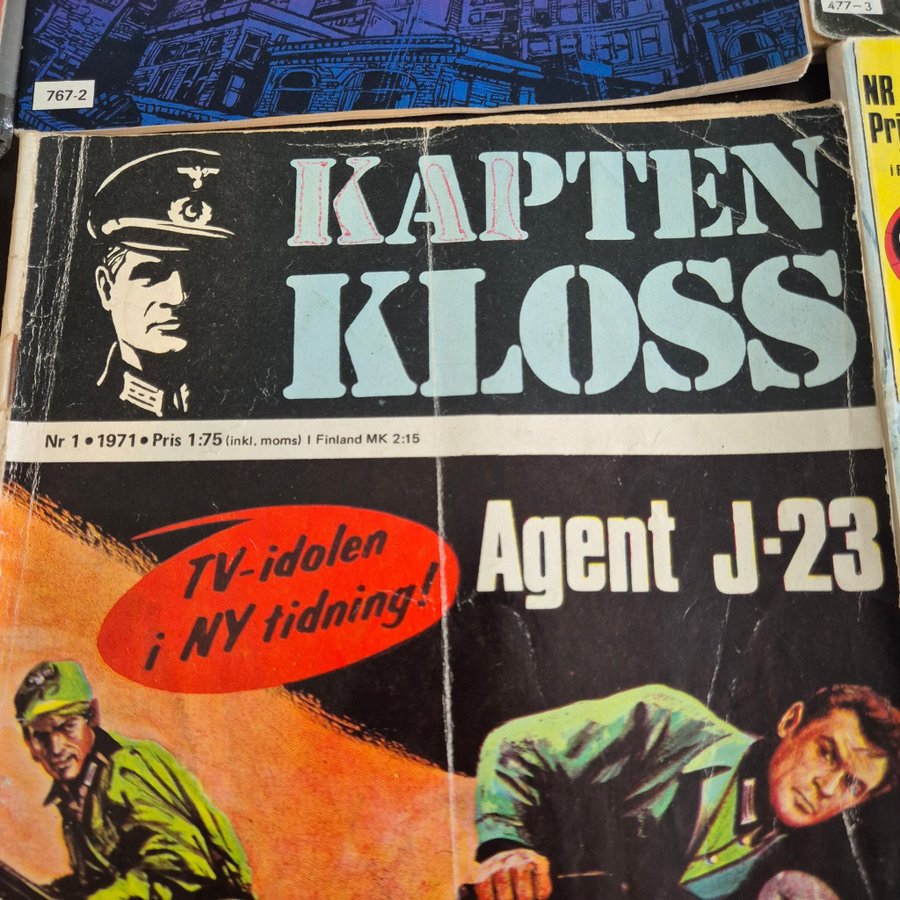 477-3
767-2
NR
KAPTEN
KLOSS
Nr 1 • 1971 • Pris 1:75 (inkl. moms) I Finland MK 2:15
TV-idolen
i NY tidning!
Agent J-23